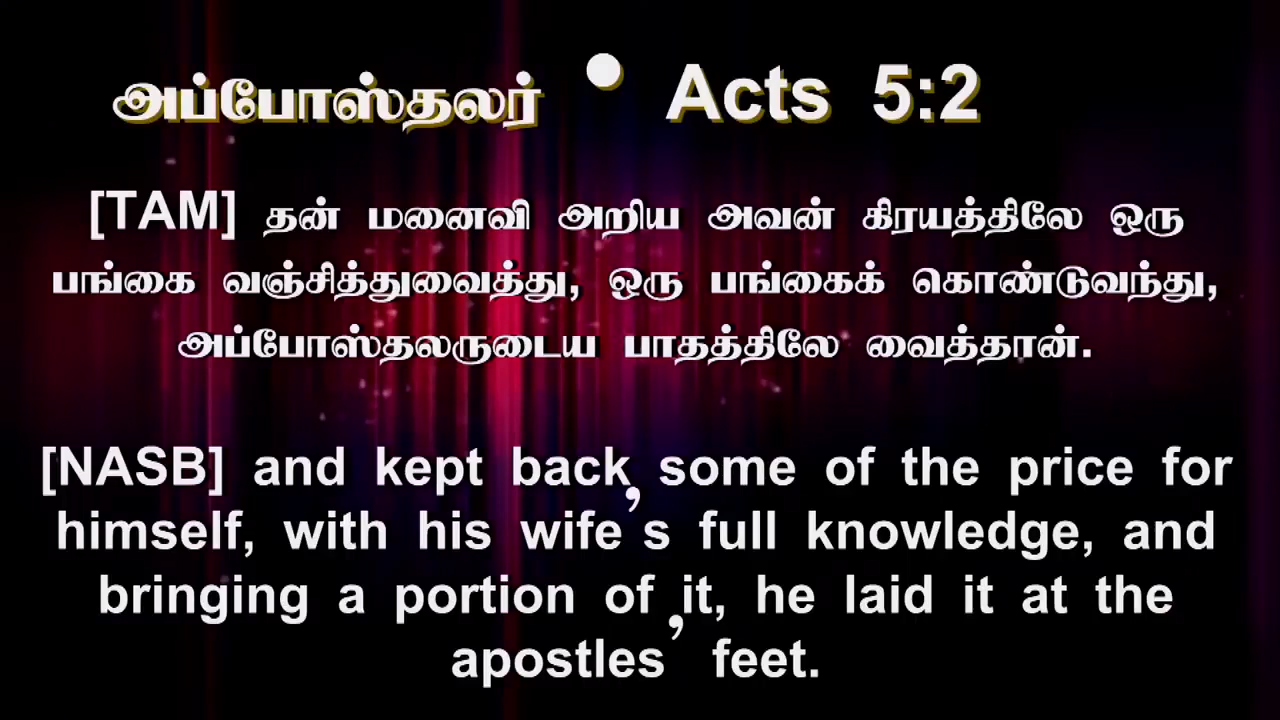 அப்போஸ்தலர் • Acts 5:2
[TAM] தன் மனைவி அறிய அவன் கிரயத்திலே ஒரு
பங்கை வஞ்சித்துவைத்து, ஒரு பங்கைக் கொண்டுவந்து,
அப்போஸ்தலருடைய பாதத்திலே வைத்தான்.
[NASB] and kept back some of the price for
himself, with his wife’s full knowledge, and
bringing a portion of it, he laid it at the
apostles’ feet.